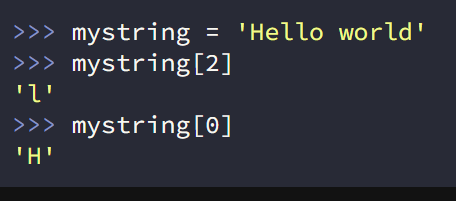 >>> mystring = 'Hello world'
>>> mystring[2]
'l'
>>> mystring[0]
'H'